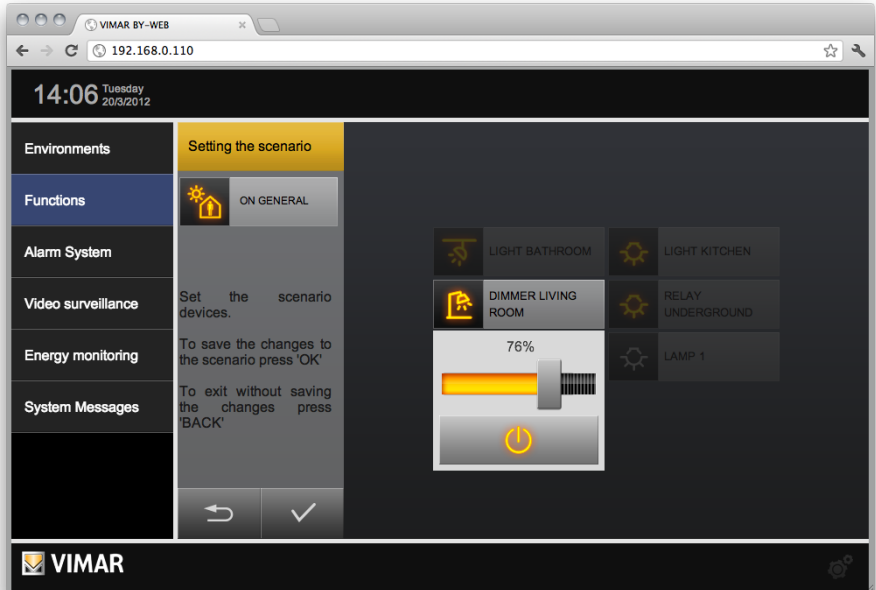 VIMAR BY-WEB
192.168.0.110
14:06 Tuesday
20/3/2012
Environments
Functions
Alarm System
Video surveillance
Energy monitoring
System Messages
Setting the scenario
ON GENERAL
Set the scenario
devices.
To save the changes to
the scenario press 'OK'
To exit without saving
the changes press
'BACK'
LIGHT BATHROOM
LIGHT KITCHEN
DIMMER LIVING
ROOM
RELAY
UNDERGROUND
76%
LAMP 1
VIMAR